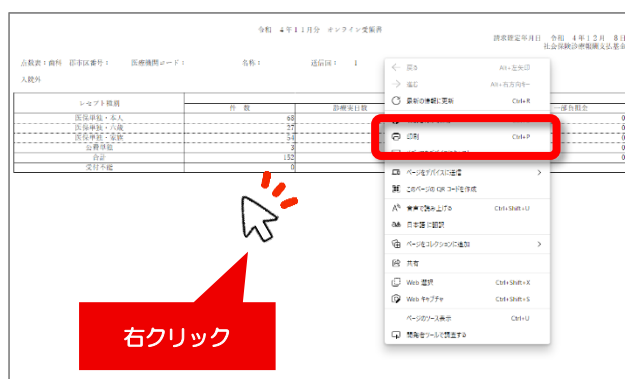 令和 4年11月分 オンライン受領書
請求確定年月日 令和 4年12月 8日
社会保険診療報酬支払基金
点数表：歯科 都道府県番号： 医療機関コード： 名称： 送信回： 1
入院外
レセプト種別 件 数 診療実日数 一部負担金
医保単独・本人 68 0
医保単独・六歳 27 0
医保単独・家族 54 0
公費単独 3 0
合計 152 0
受付不能 0
戻る Alt+左矢印
進む Alt+右方向キー
最新の情報に更新 Ctrl+R
印刷 Ctrl+P
ページをデバイスに送信
このページの QR コードを作成
音声で読み上げる Ctrl+Shift+U
日本語 に翻訳
ページをコレクションに追加
共有
Web 選択 Ctrl+Shift+X
Web キャプチャ Ctrl+Shift+S
ページのソース表示 Ctrl+U
開発者ツールで調査する
右クリック